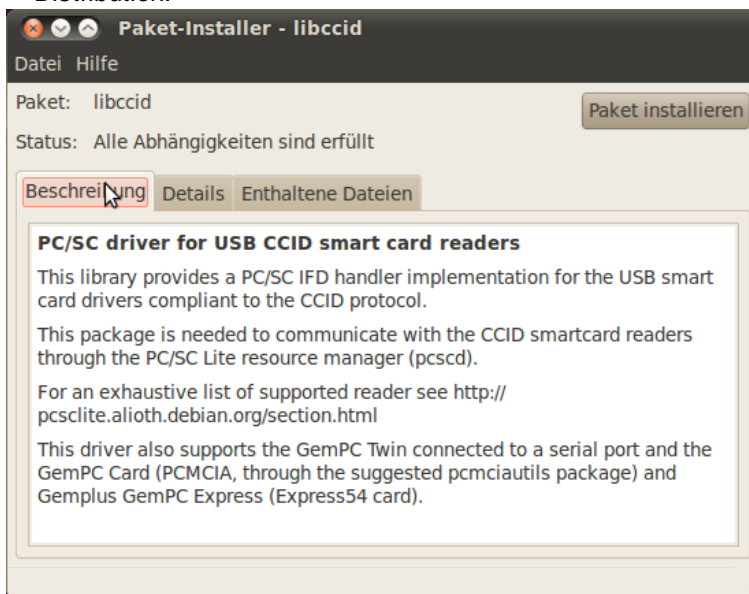 Distribution.
Paket-Installer - libccid
Datei Hilfe
Paket: libccid
Paket installieren
Status: Alle Abhängigkeiten sind erfüllt
Beschreibung Details Enthaltene Dateien
PC/SC driver for USB CCID smart card readers
This library provides a PC/SC IFD handler implementation for the USB smart
card drivers compliant to the CCID protocol.
This package is needed to communicate with the CCID smartcard readers
through the PC/SC Lite resource manager (pcscd).
For an exhaustive list of supported reader see http://
pcsclite.alioth.debian.org/section.html
This driver also supports the GemPC Twin connected to a serial port and the
GemPC Card (PCMCIA, through the suggested pcmciautils package) and
Gemplus GemPC Express (Express54 card).